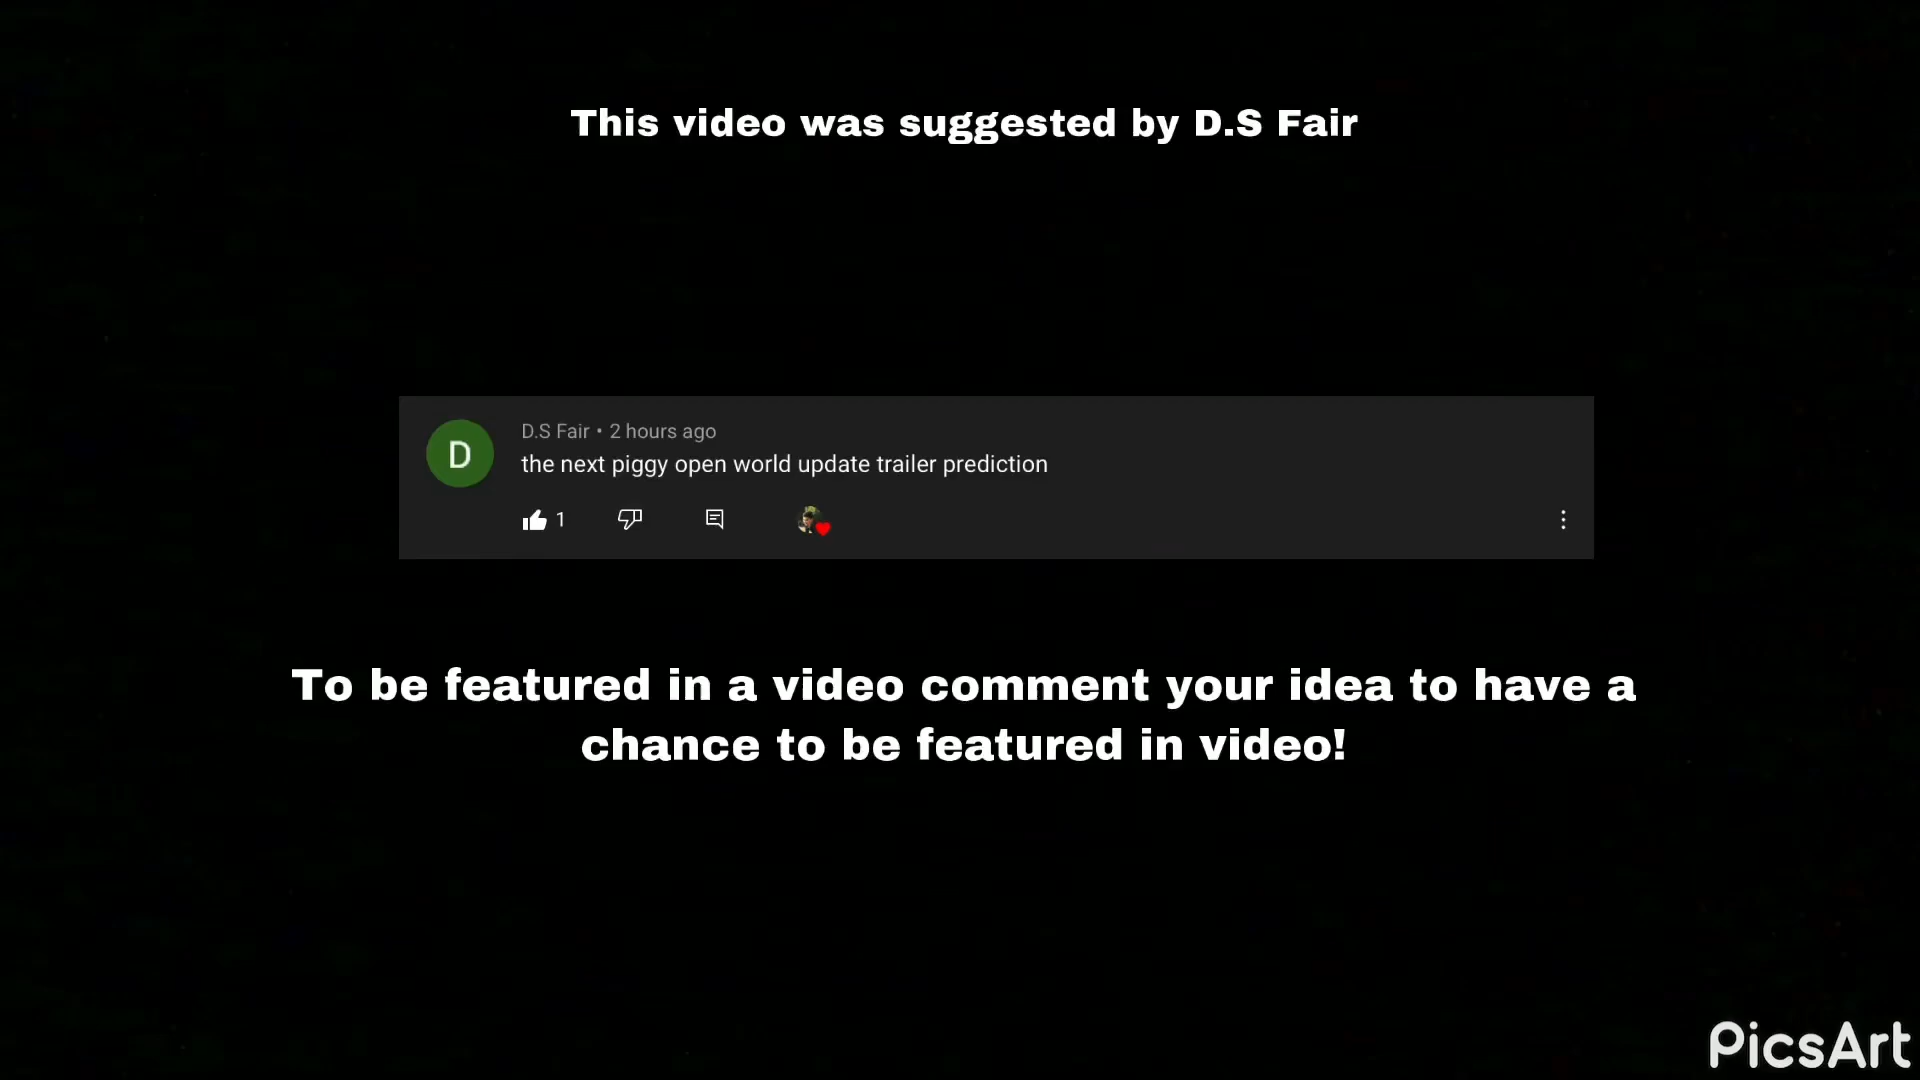 This video was suggested by D.S Fair
D
D.S Fair • 2 hours ago
the next piggy open world update trailer prediction
1
To be featured in a video comment your idea to have a
chance to be featured in video!
PicsArt